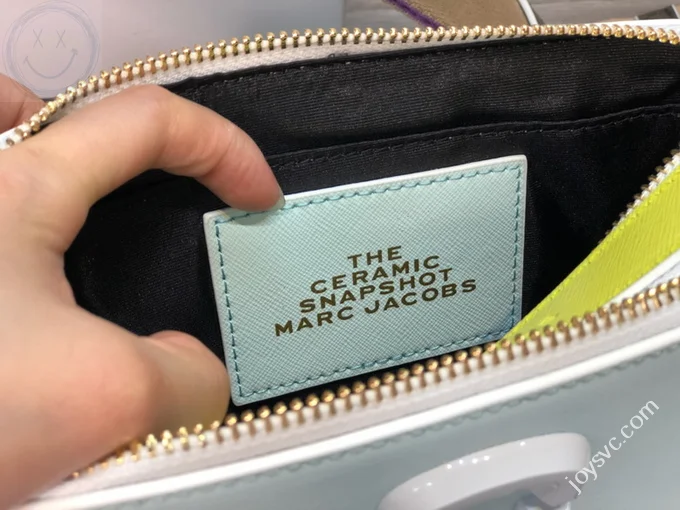 THE
CERAMIC
SNAPSHOT
MARC JACOBS
joysvc.com